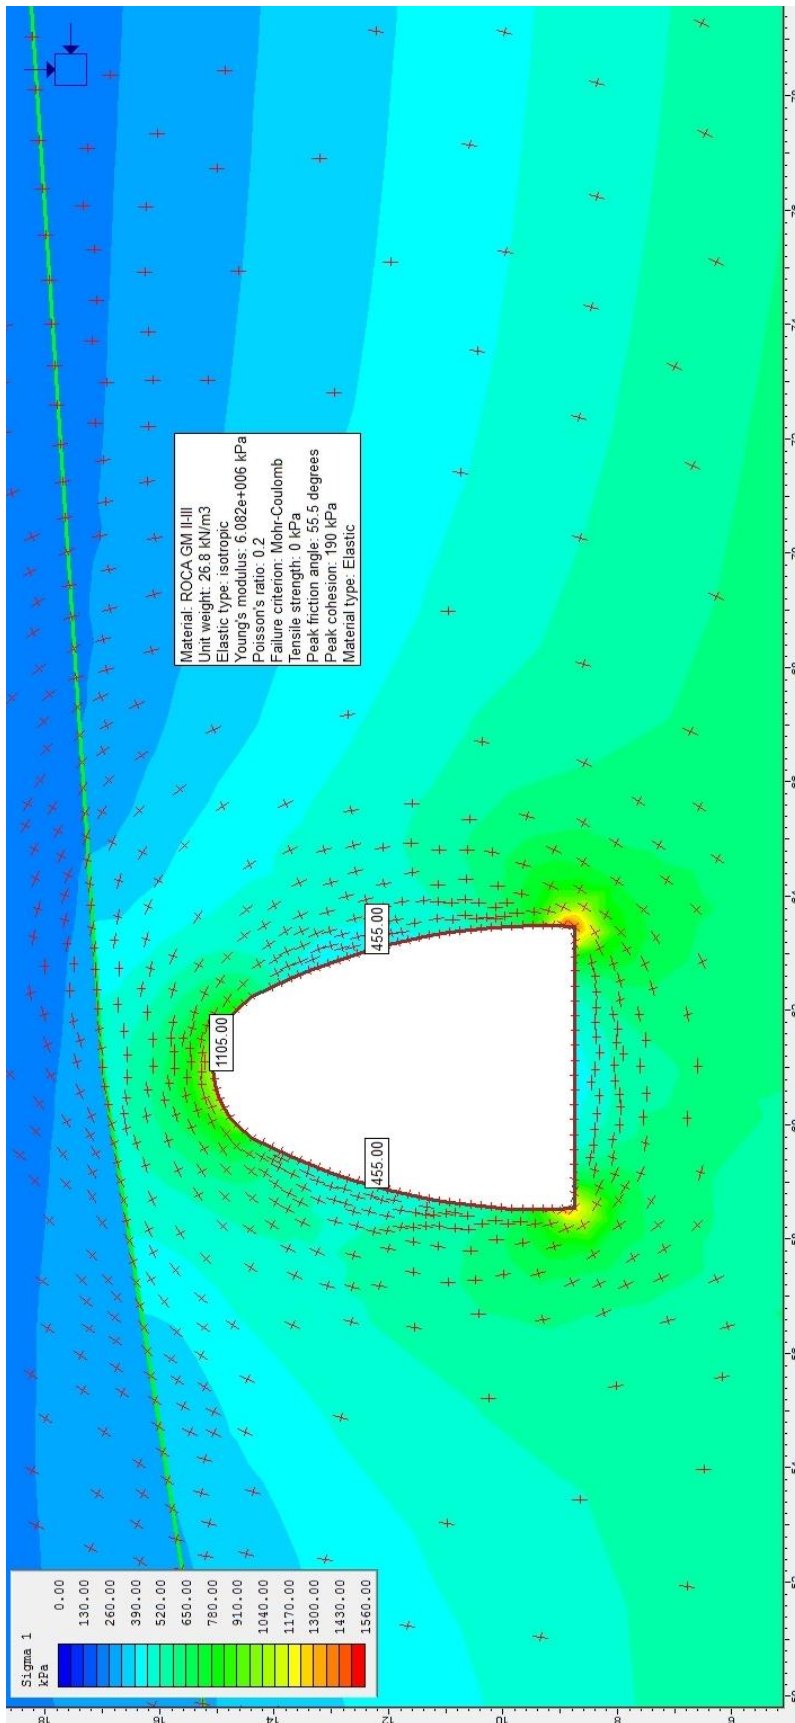 Sigma 1
kPa
0.00
130.00
260.00
390.00
520.00
650.00
780.00
910.00
1040.00
1170.00
1300.00
1430.00
1560.00
Material: ROCA GM II-III
Unit weight: 26.8 kN/m3
Elastic type: isotropic
Young's modulus: 6.082e+006 kPa
Poisson's ratio: 0.2
Failure criterion: Mohr-Coulomb
Tensile strength: 0 kPa
Peak friction angle: 55.5 degrees
Peak cohesion: 190 kPa
Material type: Elastic
1105.00
455.00
455.00
18
16
14
12
10
8
6